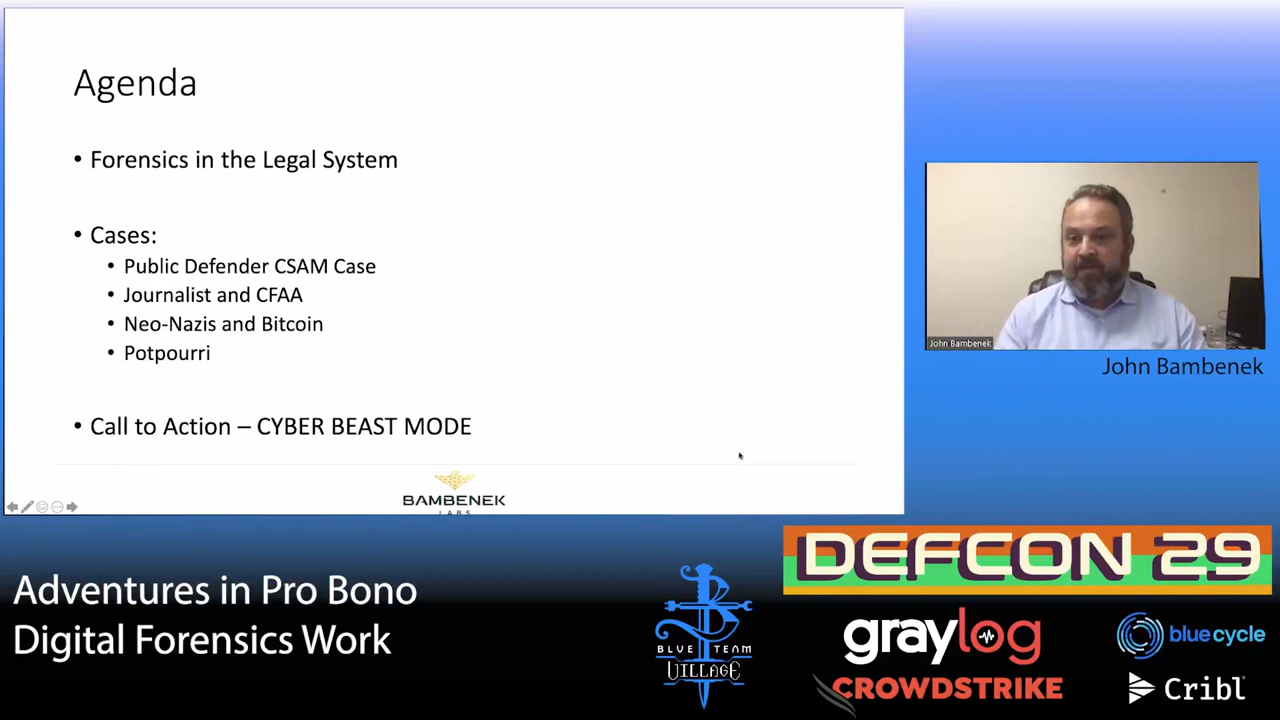 Agenda
• Forensics in the Legal System
• Cases:
• Public Defender CSAM Case
• Journalist and CFAA
• Neo-Nazis and Bitcoin
• Potpourri
• Call to Action – CYBER BEAST MODE
BAMBENEK
LABS
John Bambenek
John Bambenek
Adventures in Pro Bono
Digital Forensics Work
BLUE TEAM
VILLAGE
DEFCON 29
graylog
bluecycle
CROWDSTRIKE
Cribl